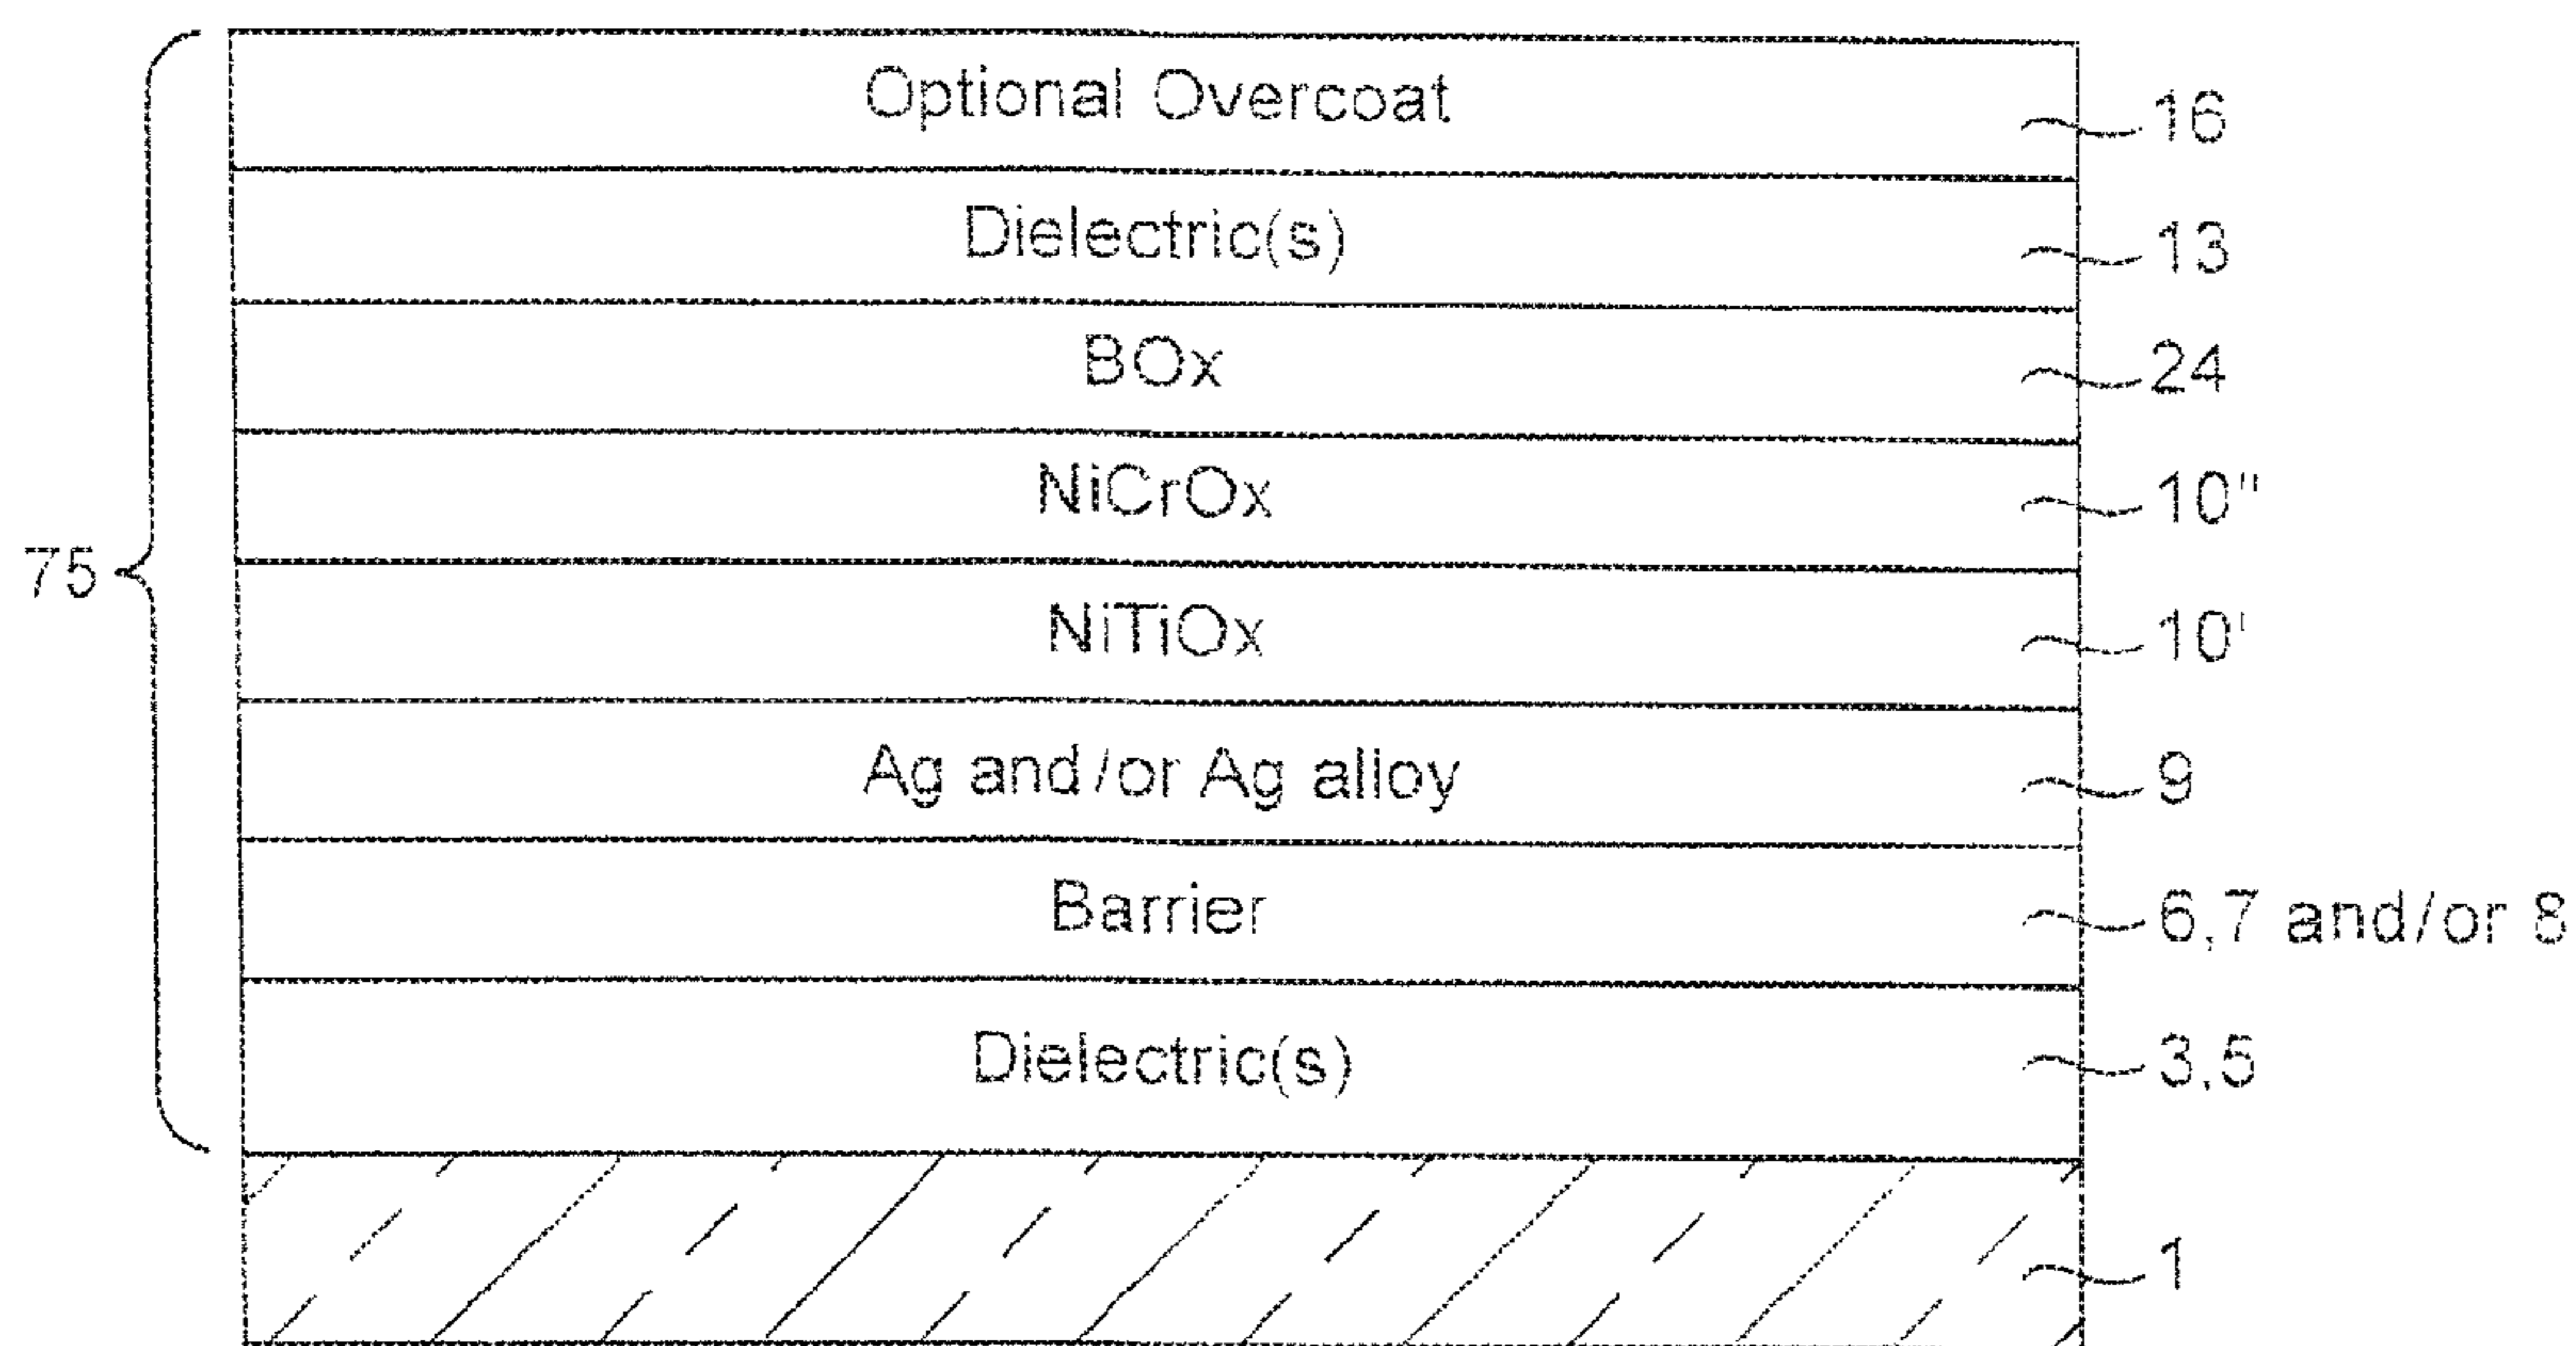 Optional Overcoat 16
Dielectric(s) 13
BOx 24
NiCrOx 10"
75
NiTiOx 10'
Ag and/or Ag alloy 9
Barrier 6,7 and/or 8
Dielectric(s) 3,5
1